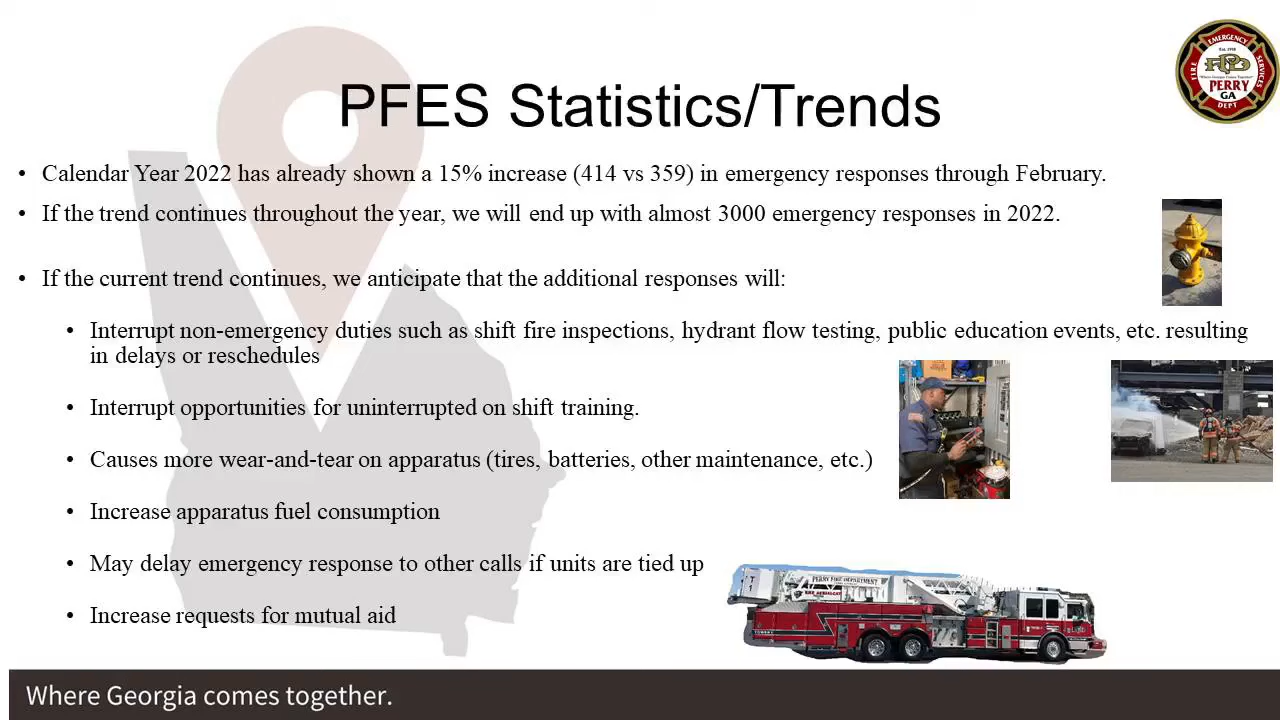 PFES Statistics/Trends
EMERGENCY
Est. 1958
FIRE
SERVICES
"Where Georgia Comes Together"
PERRY
GA
DEPT
• Calendar Year 2022 has already shown a 15% increase (414 vs 359) in emergency responses through February.
• If the trend continues throughout the year, we will end up with almost 3000 emergency responses in 2022.
• If the current trend continues, we anticipate that the additional responses will:
• Interrupt non-emergency duties such as shift fire inspections, hydrant flow testing, public education events, etc. resulting
in delays or reschedules
• Interrupt opportunities for uninterrupted on shift training.
• Causes more wear-and-tear on apparatus (tires, batteries, other maintenance, etc.)
• Increase apparatus fuel consumption
• May delay emergency response to other calls if units are tied up
• Increase requests for mutual aid
PERRY FIRE DEPARTMENT
Where Georgia comes together.